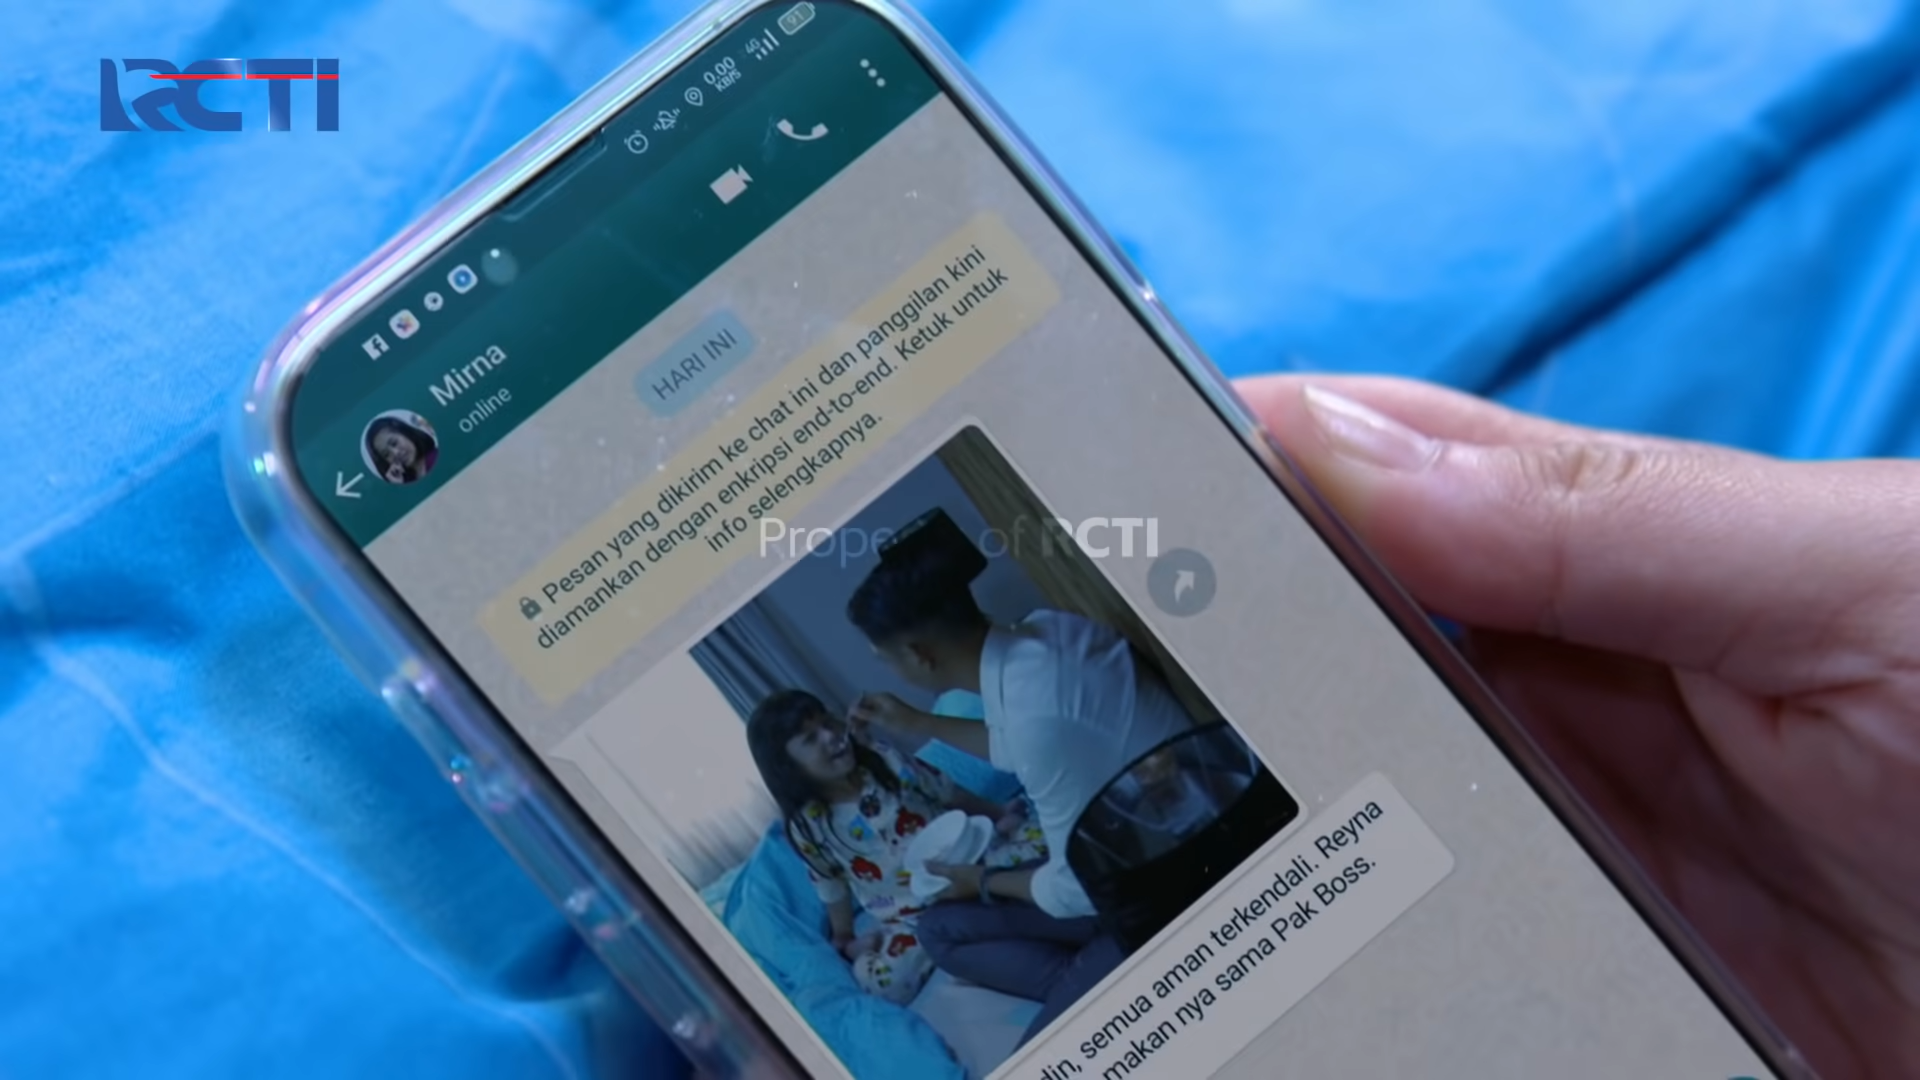 RCTI
91
4G
0.00
KB/S
Mirna
online
HARI INI
Pesan yang dikirim ke chat ini dan panggilan kini
diamankan dengan enkripsi end-to-end. Ketuk untuk
info selengkapnya.
Property of RCTI
semua aman terkendali. Reyna
makan nya sama Pak Boss.